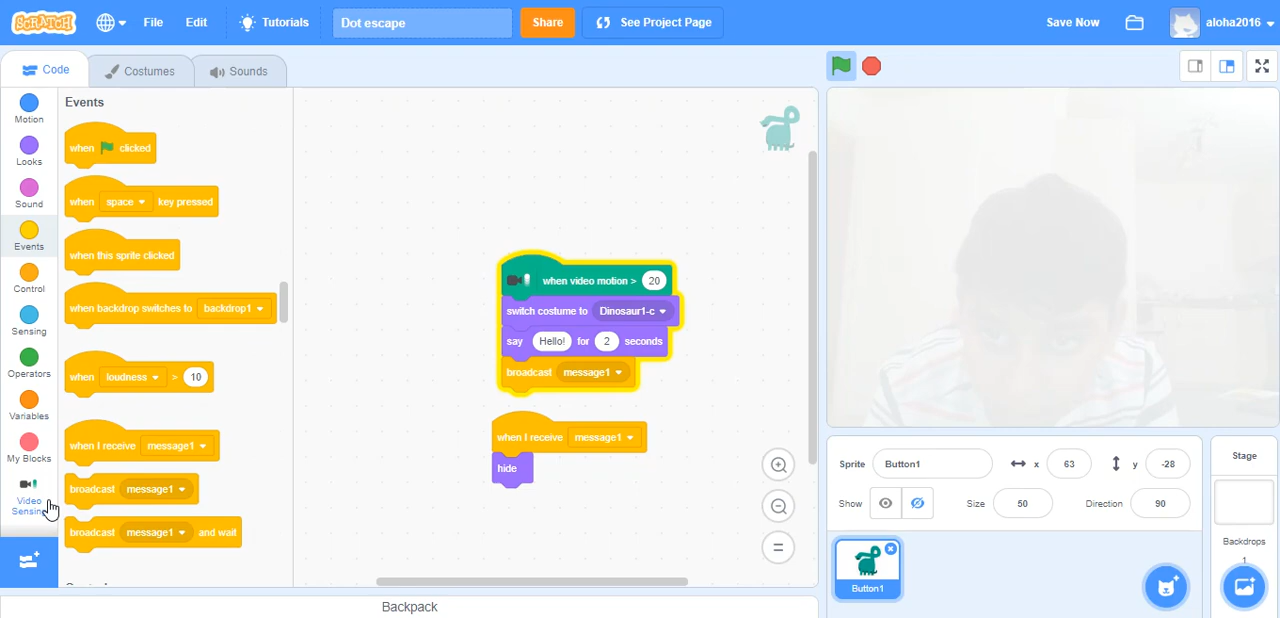 SCRATCH File Edit Tutorials Dot escape Share See Project Page Save Now aloha2016
Code Costumes Sounds
Motion
Looks
Sound
Events
Control
Sensing
Operators
Variables
My Blocks
Video
Sensing
Events
when clicked
when space key pressed
when this sprite clicked
when backdrop switches to backdrop1
when loudness > 10
when I receive message1
broadcast message1
broadcast message1 and wait
when video motion > 20
switch costume to Dinosaur1-c
say Hello! for 2 seconds
broadcast message1
when I receive message1
hide
Sprite Button1 x 63 y -28
Show Size 50 Direction 90
Button1
Stage
Backdrops
1
Backpack